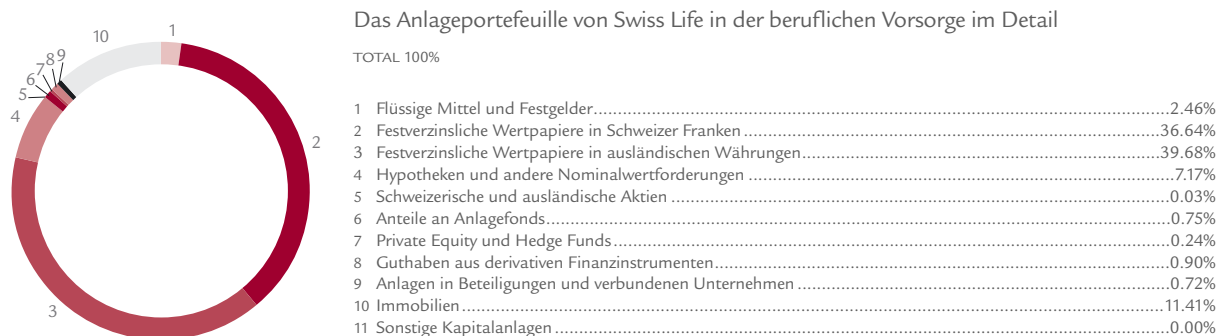 Das Anlageportefeuille von Swiss Life in der beruflichen Vorsorge im Detail
TOTAL 100%
1 Flüssige Mittel und Festgelder 2.46%
2 Festverzinsliche Wertpapiere in Schweizer Franken 36.64%
3 Festverzinsliche Wertpapiere in ausländischen Währungen 39.68%
4 Hypotheken und andere Nominalwertforderungen 7.17%
5 Schweizerische und ausländische Aktien 0.03%
6 Anteile an Anlagefonds 0.75%
7 Private Equity und Hedge Funds 0.24%
8 Guthaben aus derivativen Finanzinstrumenten 0.90%
9 Anlagen in Beteiligungen und verbundenen Unternehmen 0.72%
10 Immobilien 11.41%
11 Sonstige Kapitalanlagen 0.00%
1
2
3
4
5
6
7
8
9
10